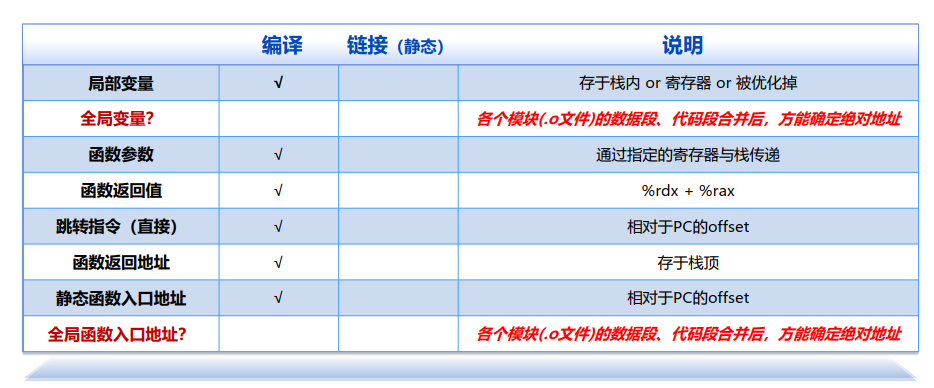 编译 链接（静态） 说明
局部变量 √ 存于栈内 or 寄存器 or 被优化掉
全局变量? 各个模块(.o文件)的数据段、代码段合并后，方能确定绝对地址
函数参数 √ 通过指定的寄存器与栈传递
函数返回值 √ %rdx + %rax
跳转指令（直接） √ 相对于PC的offset
函数返回地址 √ 存于栈顶
静态函数入口地址 √ 相对于PC的offset
全局函数入口地址? 各个模块(.o文件)的数据段、代码段合并后，方能确定绝对地址